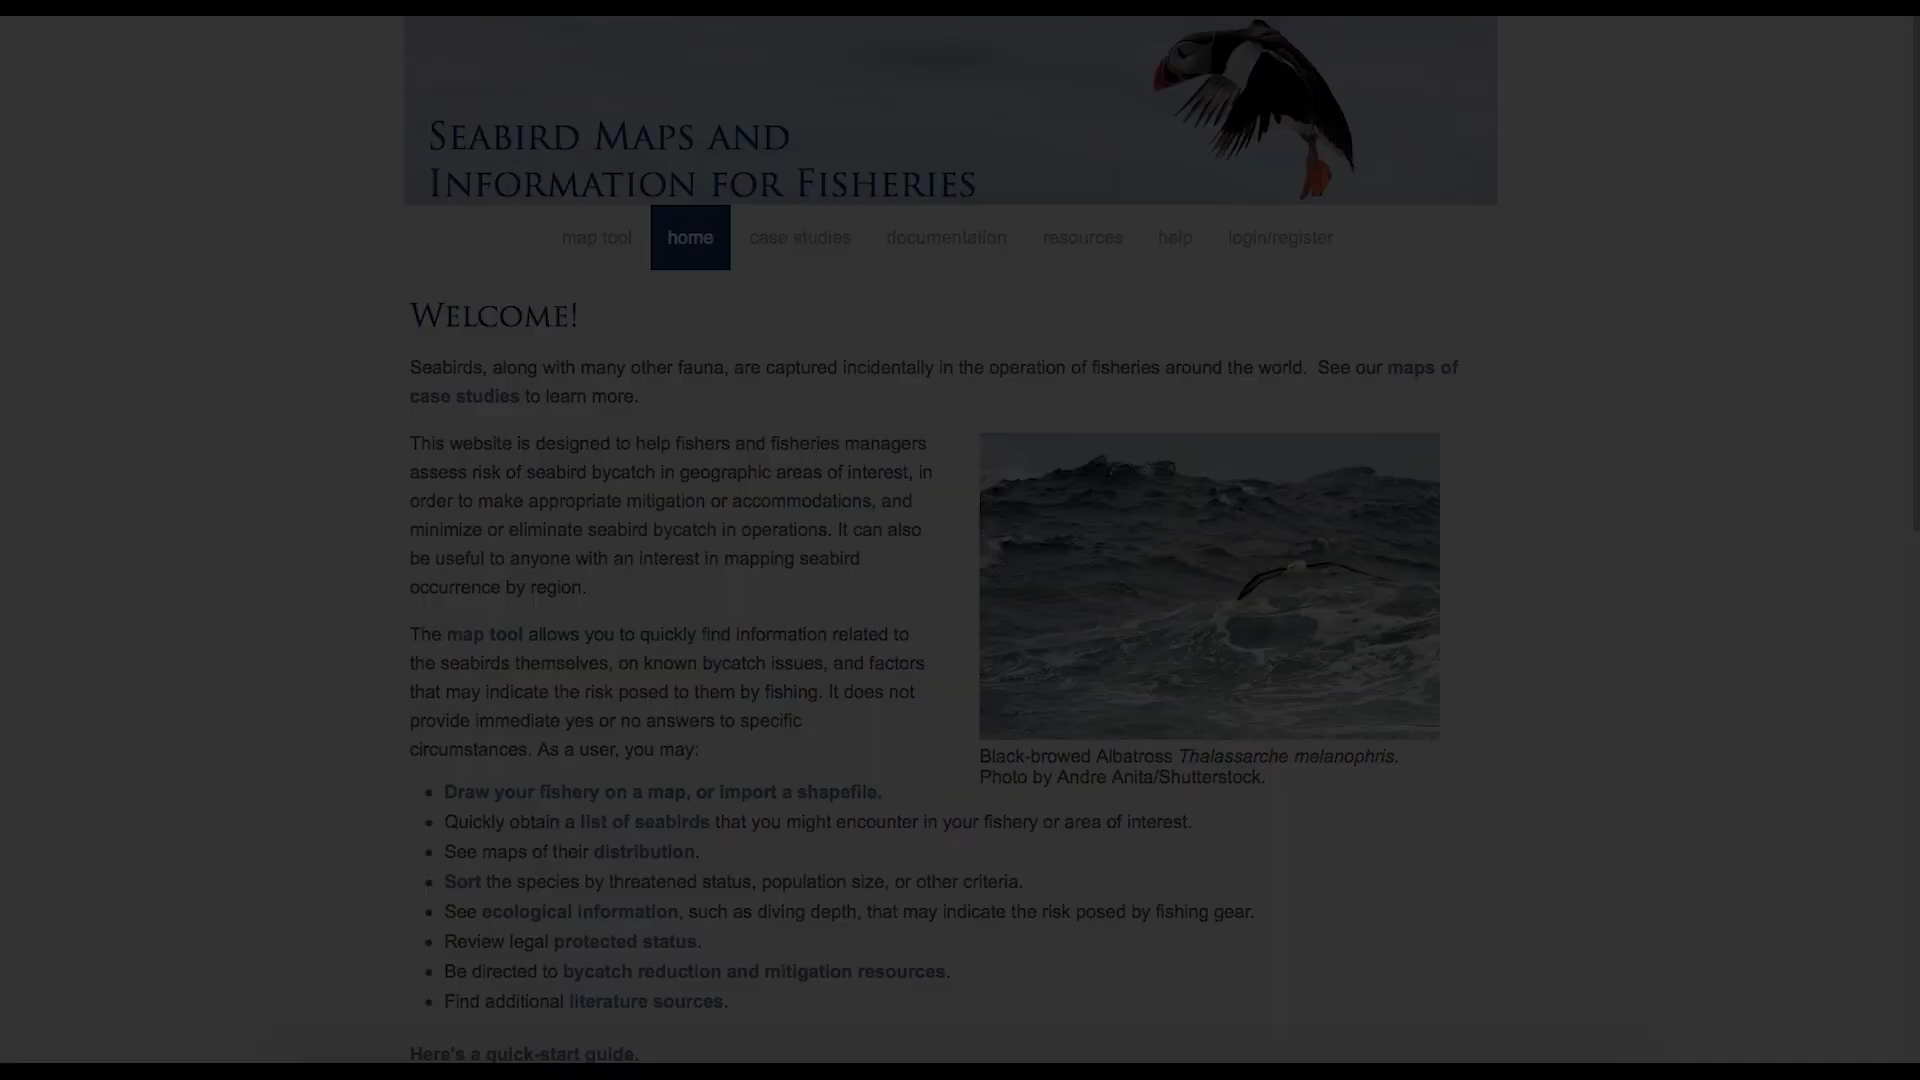 Seabird Maps and
Information for Fisheries
map tool
home
case studies
documentation
resources
help
login/register
Welcome!
Seabirds, along with many other fauna, are captured incidentally in the operation of fisheries around the world.  See our maps of
case studies to learn more.
This website is designed to help fishers and fisheries managers
assess risk of seabird bycatch in geographic areas of interest, in
order to make appropriate mitigation or accommodations, and
minimize or eliminate seabird bycatch in operations. It can also
be useful to anyone with an interest in mapping seabird
occurrence by region.
The map tool allows you to quickly find information related to
the seabirds themselves, on known bycatch issues, and factors
that may indicate the risk posed to them by fishing. It does not
provide immediate yes or no answers to specific
circumstances. As a user, you may:
Black-browed Albatross Thalassarche melanophris.
Photo by Andre Anita/Shutterstock.
• Draw your fishery on a map, or import a shapefile.
• Quickly obtain a list of seabirds that you might encounter in your fishery or area of interest.
• See maps of their distribution.
• Sort the species by threatened status, population size, or other criteria.
• See ecological information, such as diving depth, that may indicate the risk posed by fishing gear.
• Review legal protected status.
• Be directed to bycatch reduction and mitigation resources.
• Find additional literature sources.
Here's a quick-start guide.